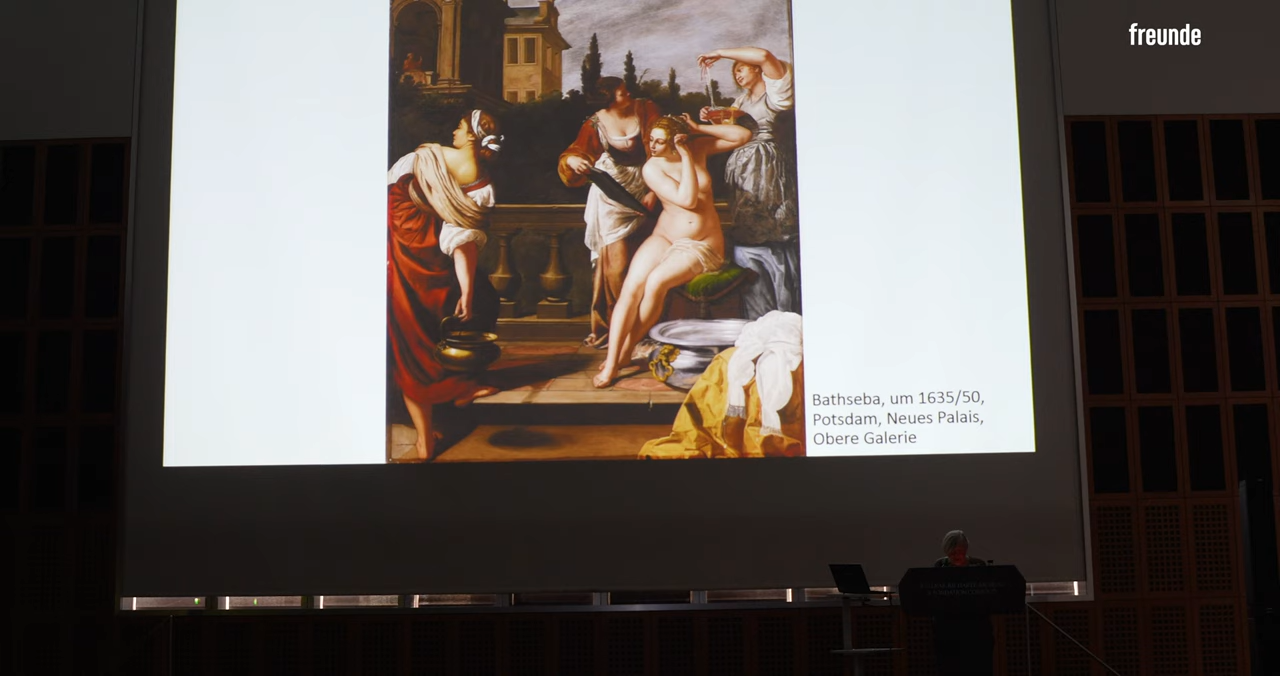 freunde
Bathseba, um 1635/50,
Potsdam, Neues Palais,
Obere Galerie